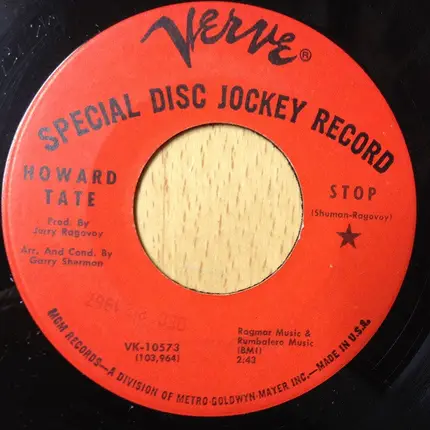 VERVE®
SPECIAL DISC JOCKEY RECORD
HOWARD
TATE
Prod. By
Jerry Ragavoy
Arr. And Cond. By
Garry Sherman
STOP
(Shuman-Ragavoy)
VK-10573
(103,964)
Ragmar Music &
Rumbalero Music
(BMI)
2:43
MGM RECORDS—A DIVISION OF METRO-GOLDWYN-MAYER INC.—MADE IN U.S.A.